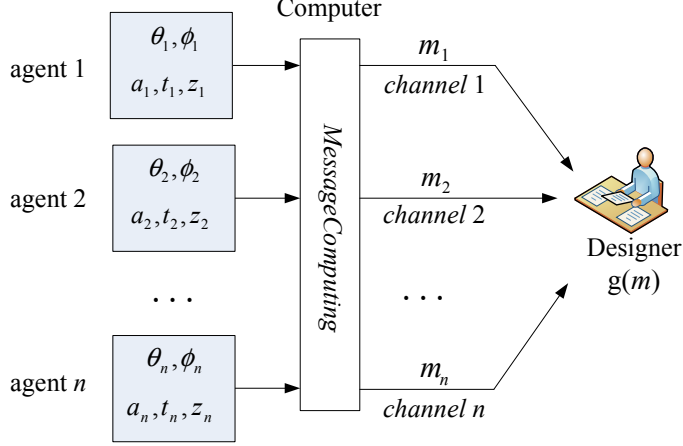 Computer
agent 1
θ₁,ϕ₁
a₁,t₁,z₁
m₁
channel 1
agent 2
θ₂,ϕ₂
a₂,t₂,z₂
MessageComputing
m₂
channel 2
Designer
g(m)
...
...
agent n
θₙ,ϕₙ
aₙ,tₙ,zₙ
mₙ
channel n